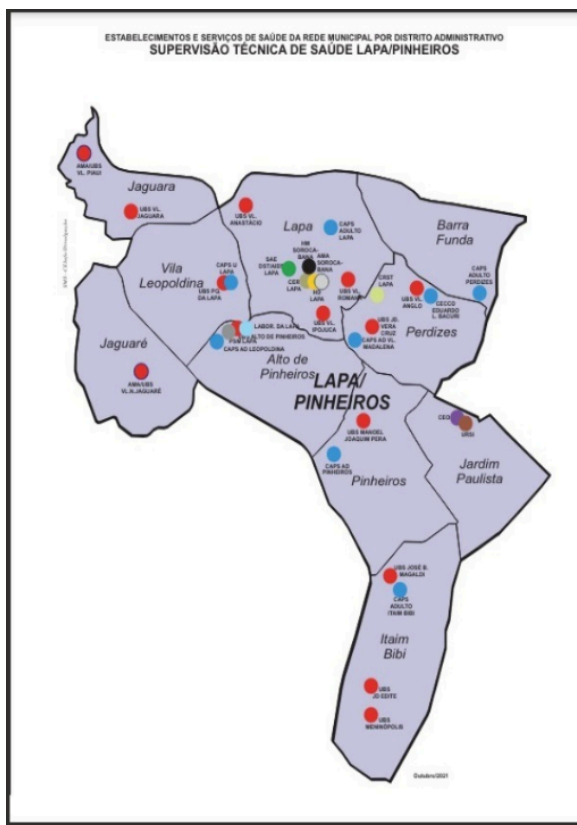 ESTABELECIMENTOS E SERVIÇOS DE SAÚDE DA REDE MUNICIPAL POR DISTRITO ADMINISTRATIVO
SUPERVISÃO TÉCNICA DE SAÚDE LAPA/PINHEIROS
AMA/UBS
VL. PIAUI
Jaguara
UBS VL.
JAGUARA
UBS VL.
ANASTÁCIO
Lapa
CAPS
ADULTO
LAPA
Barra
Funda
HM
SOROCA-
BANA
AMA
SOROCA-
BANA
SAE
DST/AIDS
LAPA
CER
LAPA
HD
LAPA
UBS VL.
ROMANA
CRST
LAPA
UBS VL.
ANGLO
CECCO
EDUARDO
L. BACURI
CAPS
ADULTO
PERDIZES
Vila
Leopoldina
CAPS IJ
LAPA
UBS PQ.
DA LAPA
UBS VL.
IPOJUCA
UBS JD.
VERA
CRUZ
CAPS AD VL.
MADALENA
Perdizes
LABOR. DA LAPA
ALTO DE PINHEIROS
CAPS AD LEOPOLDINA
Jaguaré
AMA/UBS
Alto de
Pinheiros
LAPA/
PINHEIROS
UBS MANOEL
JOAQUIM PERA
CEO
Jardim
Paulista
CAPS AD
PINHEIROS
Pinheiros
UBS JOSÉ B.
MAGALDI
CAPS
ADULTO
ITAIM BIBI
Itaim
Bibi
UBS
JD EDITE
UBS
MENINÓPOLIS
Outubro/2021